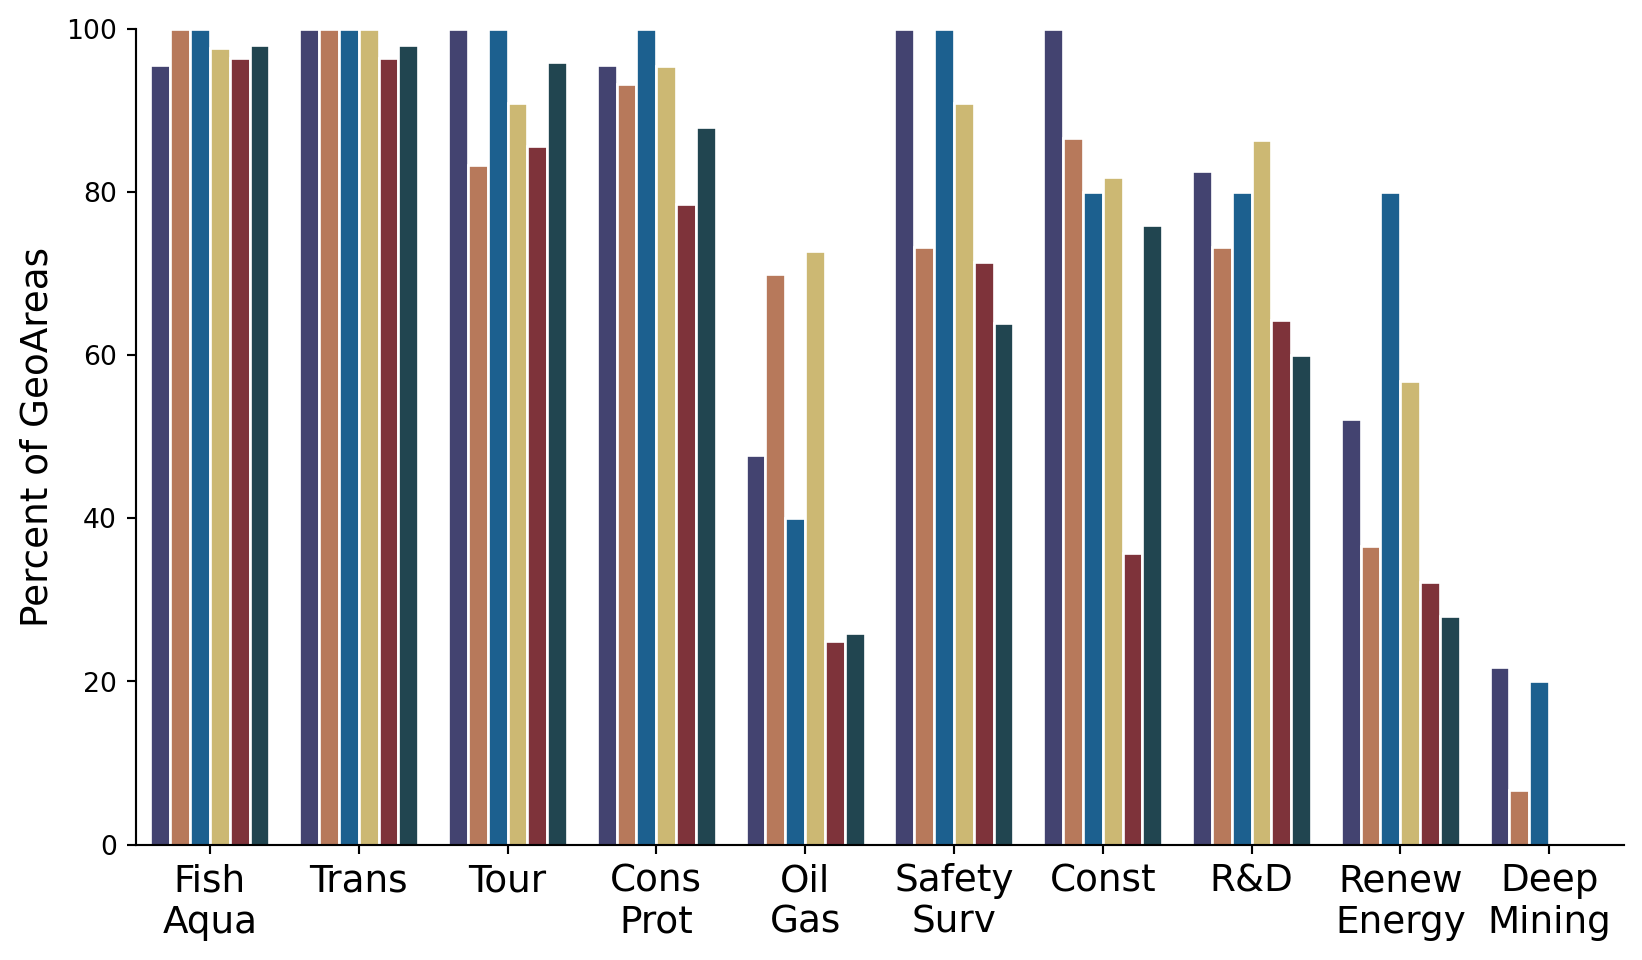 Percent of GeoAreas
100
80
60
40
20
0
Fish
Aqua
Trans
Tour
Cons
Prot
Oil
Gas
Safety
Surv
Const
R&D
Renew
Energy
Deep
Mining